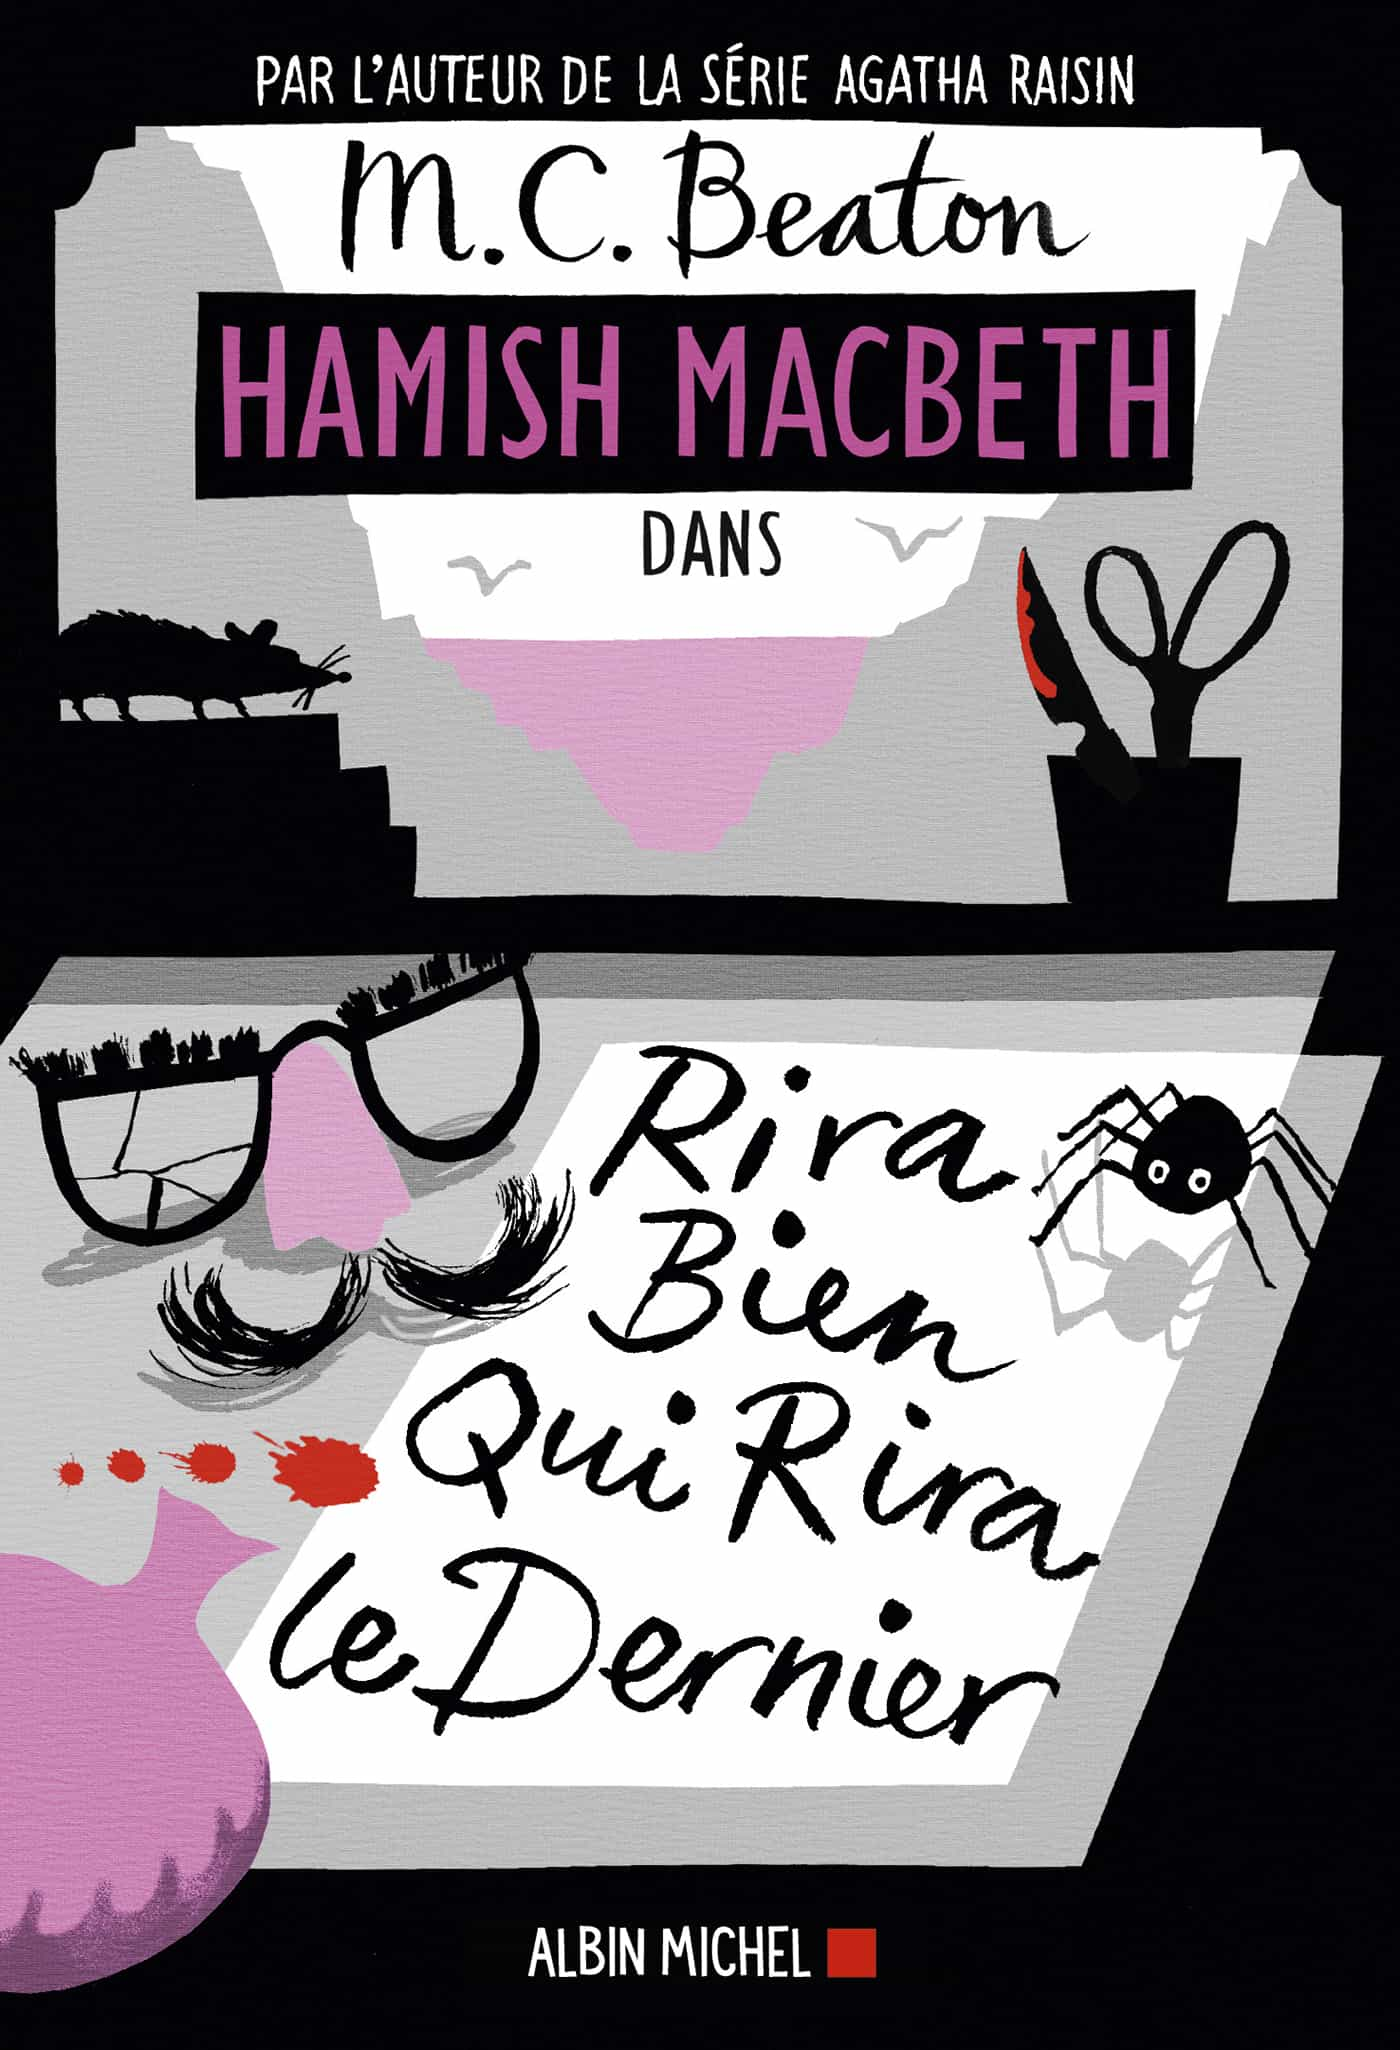 PAR L'AUTEUR DE LA SÉRIE AGATHA RAISIN
M.C. Beaton
HAMISH MACBETH
DANS
Rira
Bien
Qui Rira
le Dernier
ALBIN MICHEL